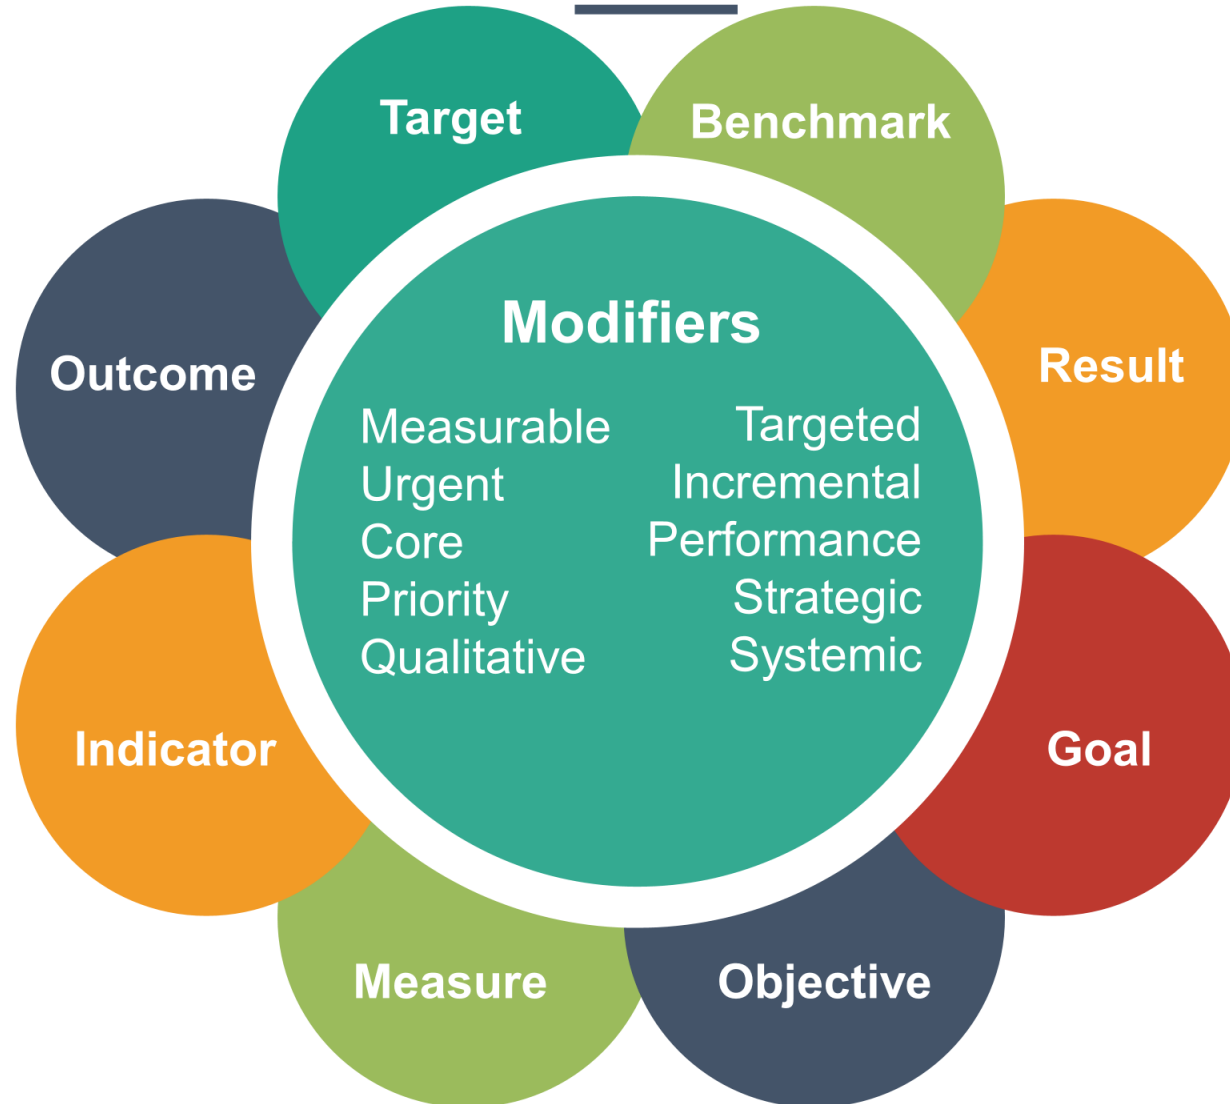 Target
Benchmark
Outcome
Result
Modifiers
Measurable
Urgent
Core
Priority
Qualitative
Targeted
Incremental
Performance
Strategic
Systemic
Indicator
Goal
Measure
Objective